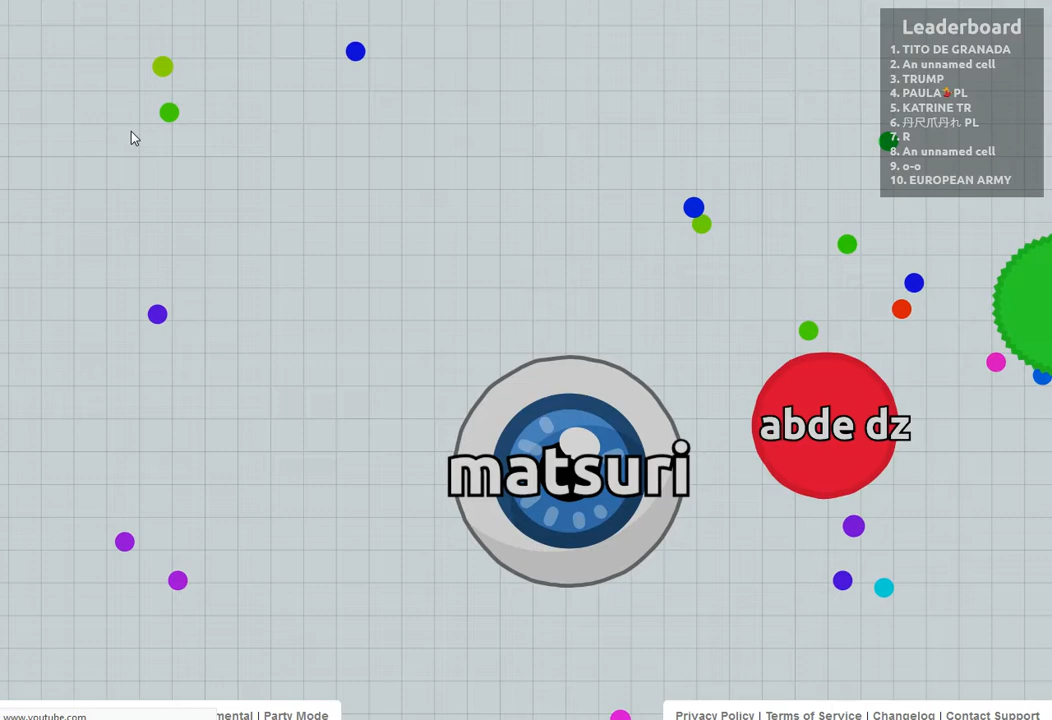 Leaderboard
1. TITO DE GRANADA
2. An unnamed cell
3. TRUMP
4. PAULA💃PL
5. KATRINE TR
6. 丹尺爪丹れ PL
7. R
8. An unnamed cell
9. o-o
10. EUROPEAN ARMY
abde dz
matsuri
www.youtube.com
mental | Party Mode
Privacy Policy | Terms of Service | Changelog | Contact Support